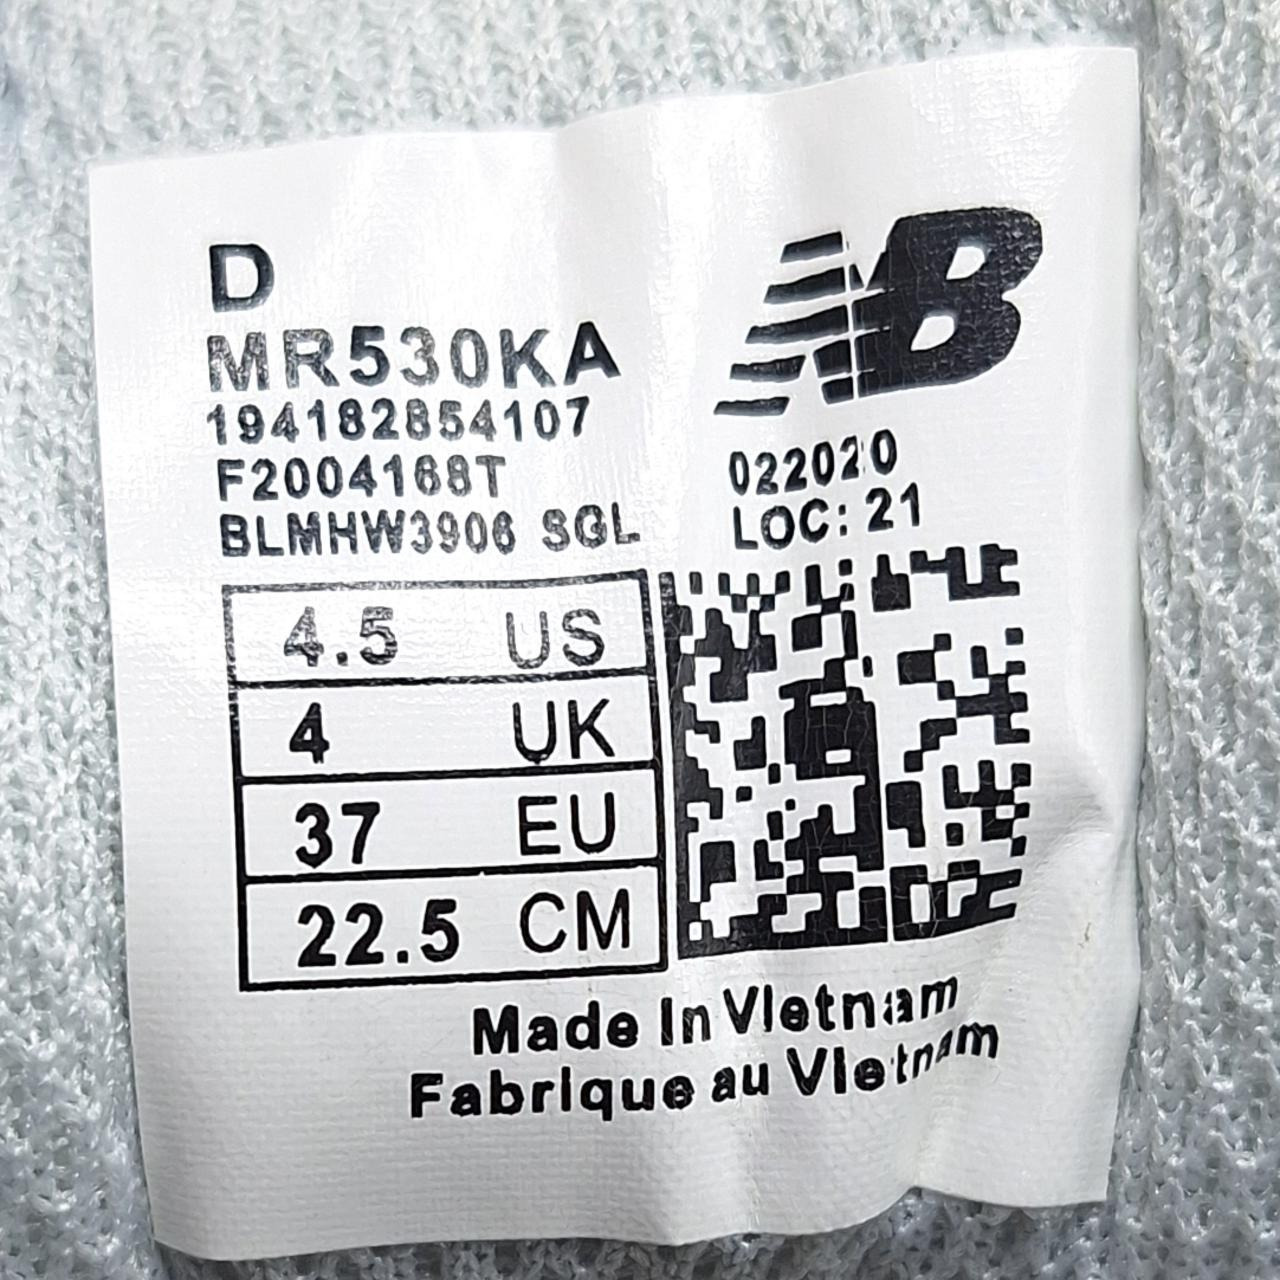 D
MR530KA
194182854107
F2004168T
BLMHW3906 SGL
NB
022020
LOC: 21
4.5 US
4 UK
37 EU
22.5 CM
Made In Vietnam
Fabrique au Vietnam